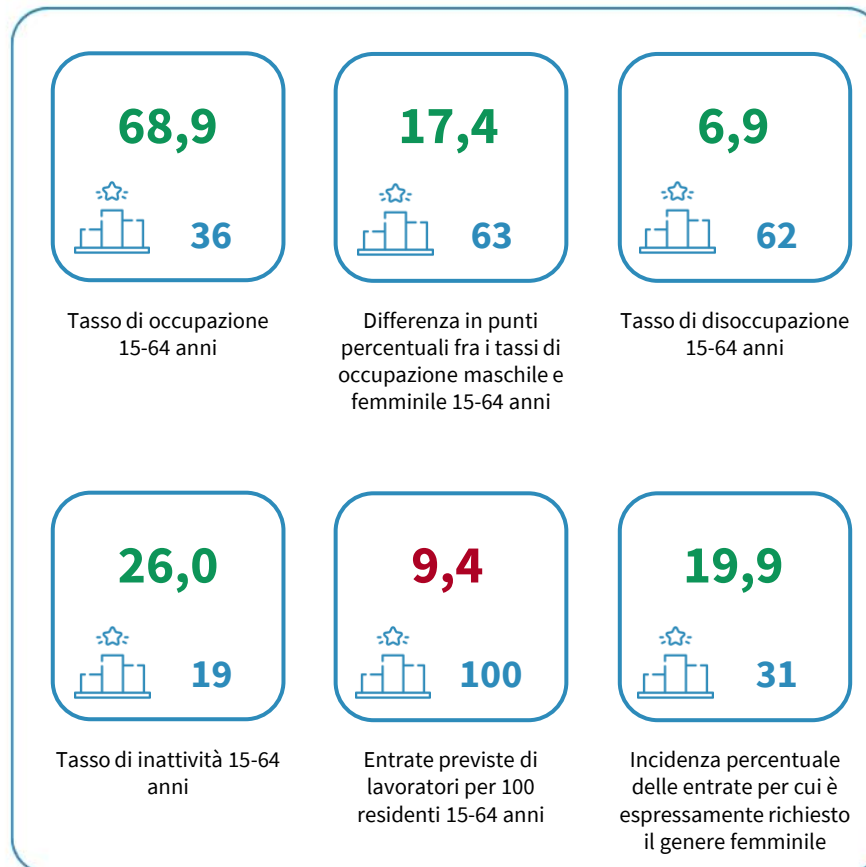 68,9
36
Tasso di occupazione
15-64 anni
17,4
63
Differenza in punti
percentuali fra i tassi di
occupazione maschile e
femminile 15-64 anni
6,9
62
Tasso di disoccupazione
15-64 anni
26,0
19
Tasso di inattività 15-64
anni
9,4
100
Entrate previste di
lavoratori per 100
residenti 15-64 anni
19,9
31
Incidenza percentuale
delle entrate per cui è
espressamente richiesto
il genere femminile